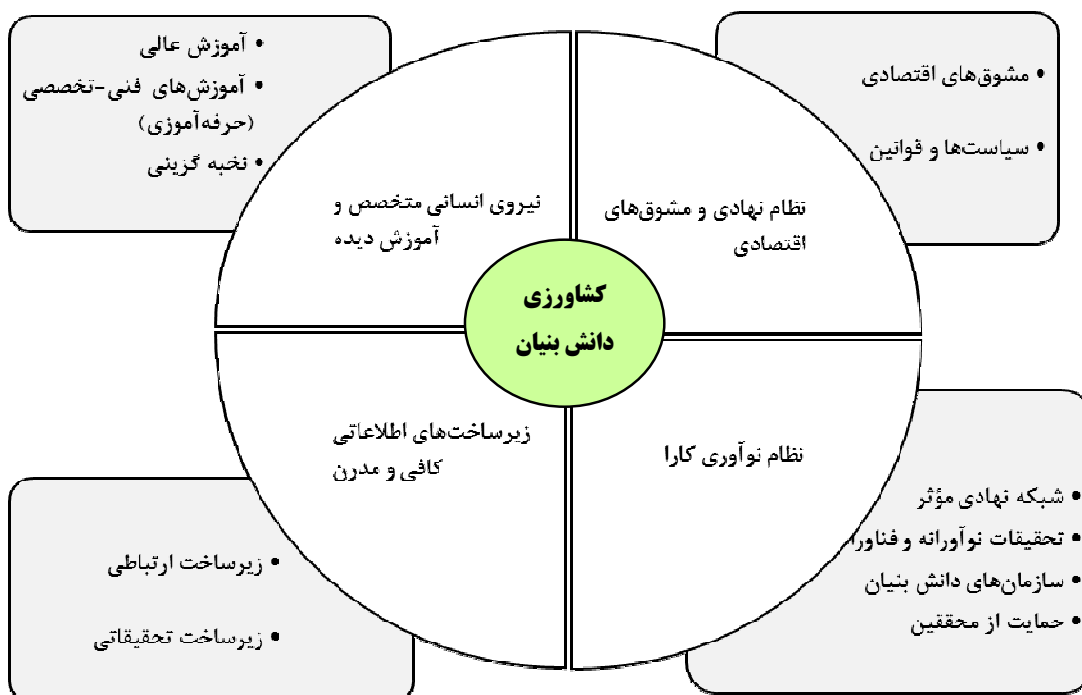 • مشوق‌های اقتصادی
• سیاست‌ها و قوانین
• آموزش عالی
• آموزش‌های فنی-تخصصی
(حرفه‌آموزی)
• نخبه گزینی
نظام نهادی و مشوق‌های
اقتصادی
نیروی انسانی متخصص و
آموزش دیده
کشاورزی
دانش بنیان
نظام نوآوری کارا
زیرساخت‌های اطلاعاتی
کافی و مدرن
• شبکه نهادی مؤثر
• تحقیقات نوآورانه و
• سازمان‌های دانش بنیان
• حمایت از محققین
• زیرساخت ارتباطی
• زیرساخت تحقیقاتی